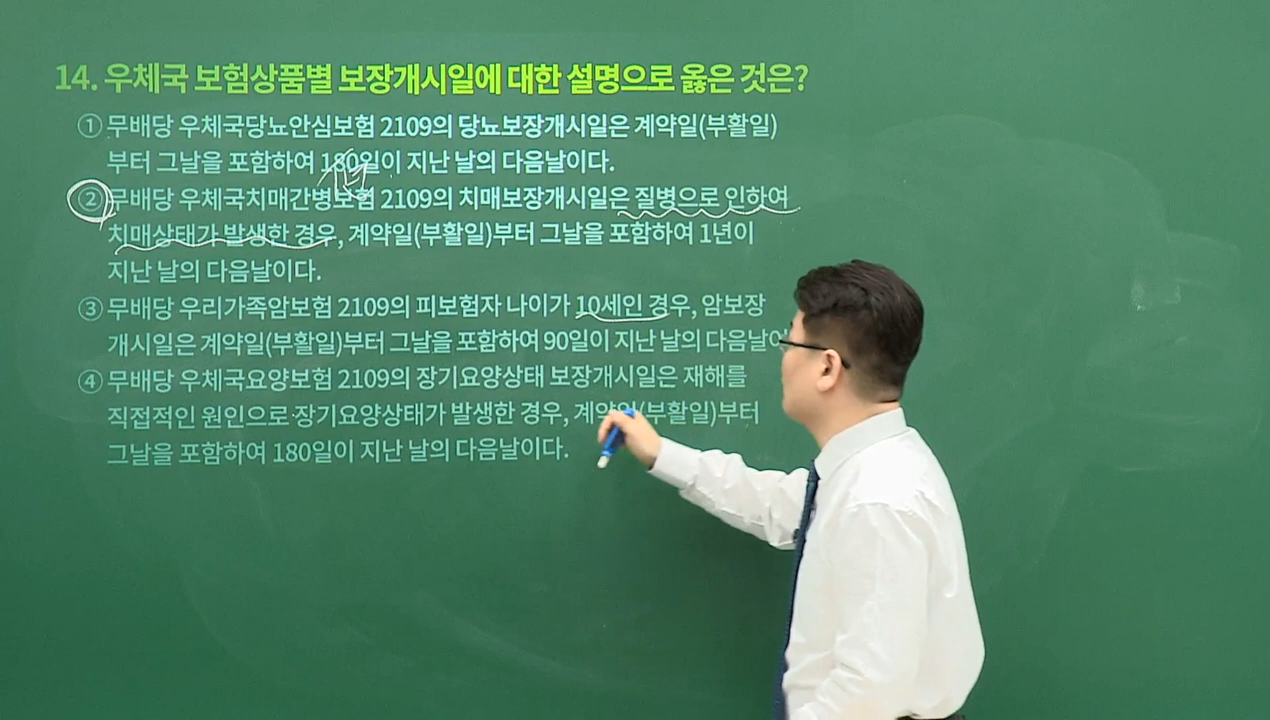 14. 우체국 보험상품별 보장개시일에 대한 설명으로 옳은 것은?
① 무배당 우체국당뇨안심보험 2109의 당뇨보장개시일은 계약일(부활일)
부터 그날을 포함하여 180일이 지난 날의 다음날이다.
② 무배당 우체국치매간병보험 2109의 치매보장개시일은 질병으로 인하여
치매상태가 발생한 경우, 계약일(부활일)부터 그날을 포함하여 1년이
지난 날의 다음날이다.
③ 무배당 우리가족암보험 2109의 피보험자 나이가 10세인 경우, 암보장
개시일은 계약일(부활일)부터 그날을 포함하여 90일이 지난 날의
④ 무배당 우체국요양보험 2109의 장기요양상태 보장개시일은 재해를
직접적인 원인으로 장기요양상태가 발생한 경우, 계약일(부활일)부터
그날을 포함하여 180일이 지난 날의 다음날이다.